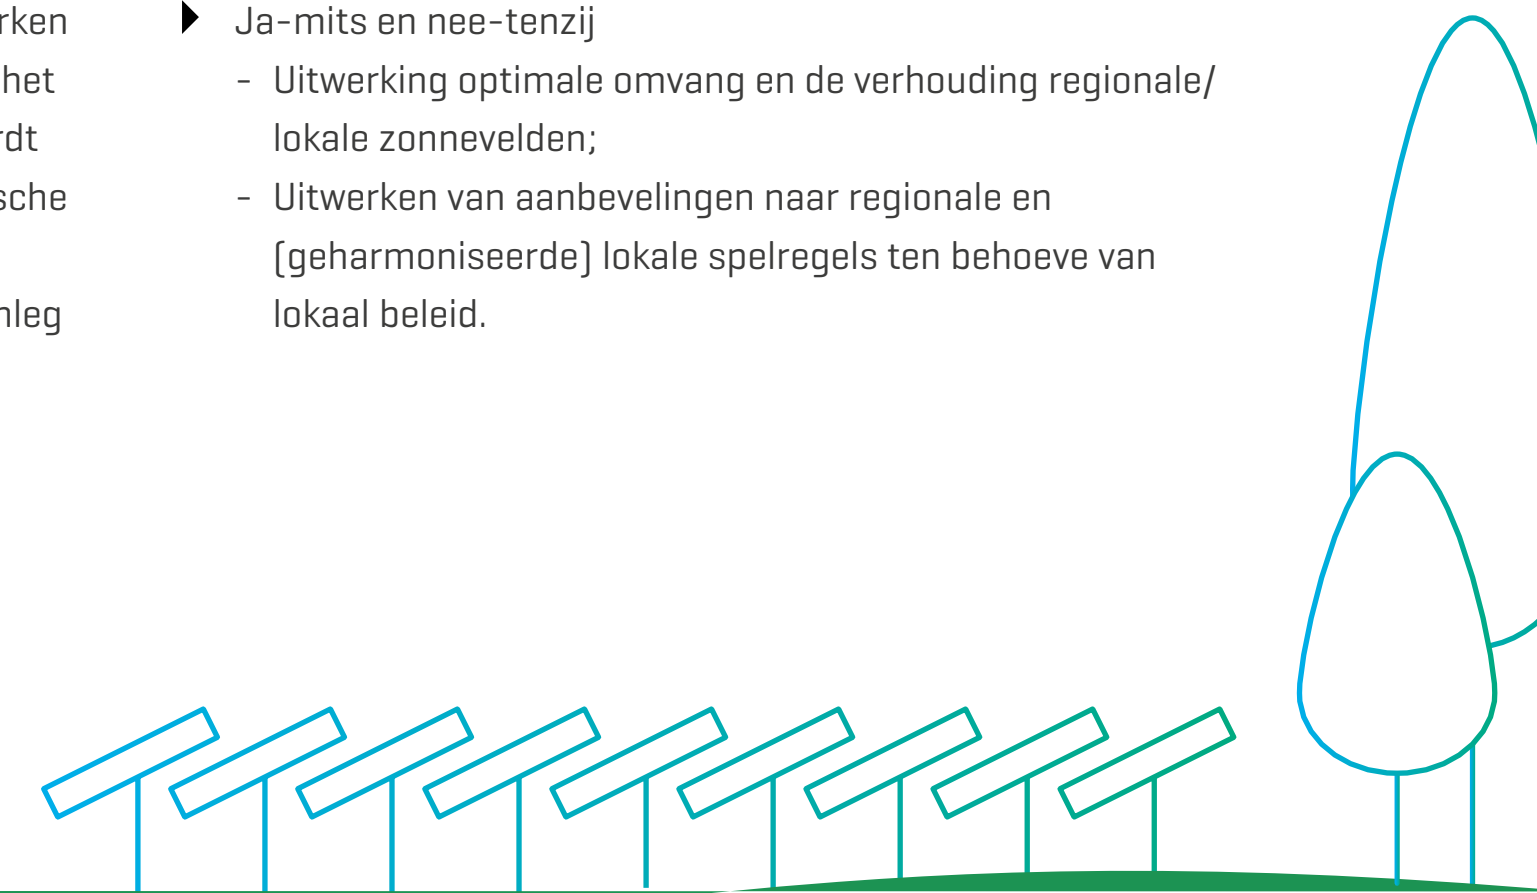 rken
het
rdt
sche
nleg
Ja-mits en nee-tenzij
- Uitwerking optimale omvang en de verhouding regionale/
lokale zonnevelden;
- Uitwerken van aanbevelingen naar regionale en
(geharmoniseerde) lokale spelregels ten behoeve van
lokaal beleid.